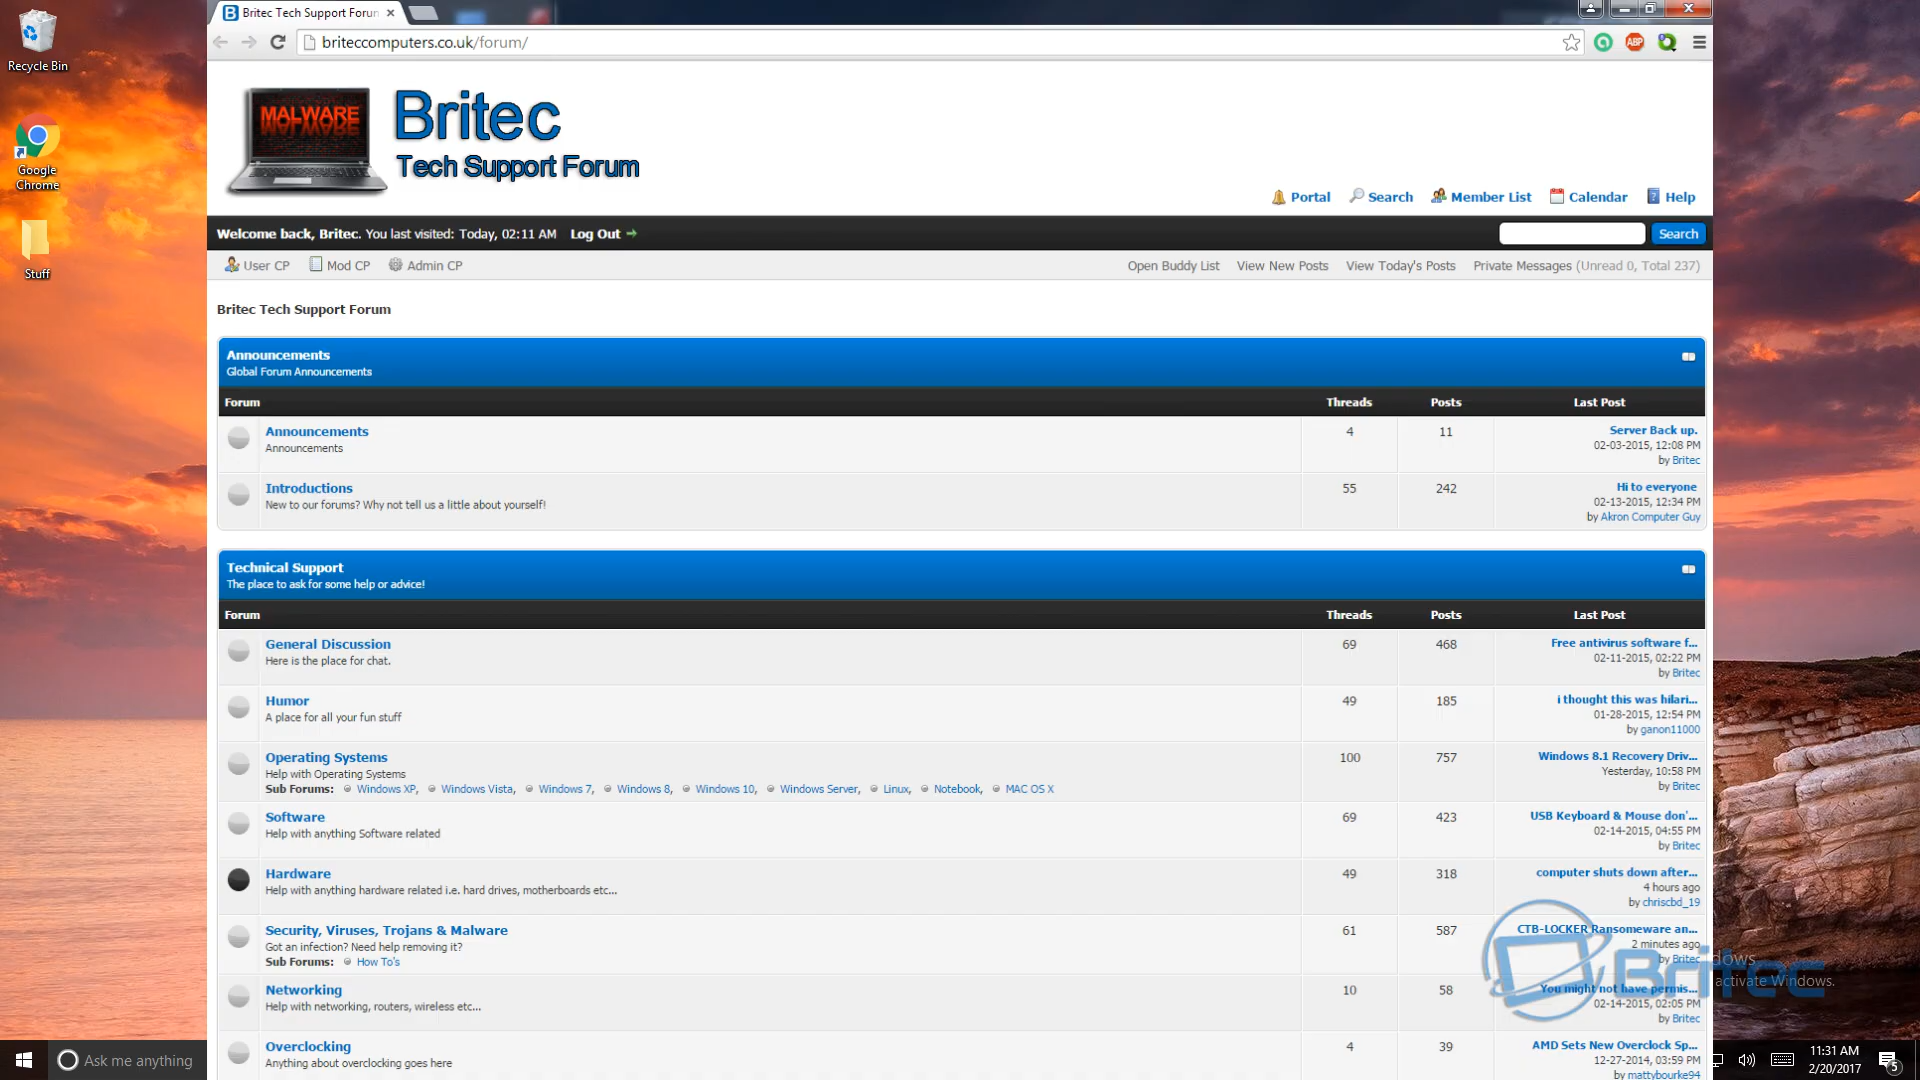 Britec Tech Support Forun
briteccomputers.co.uk/forum/
Recycle Bin
Google
Chrome
Stuff
MALWARE
Britec
Tech Support Forum
Portal Search Member List Calendar Help
Welcome back, Britec. You last visited: Today, 02:11 AM Log Out
Search
User CP Mod CP Admin CP
Open Buddy List View New Posts View Today's Posts Private Messages (Unread 0, Total 237)
Britec Tech Support Forum
Announcements
Global Forum Announcements
Forum Threads Posts Last Post
Announcements 4 11 Server Back up.
Announcements 02-03-2015, 12:08 PM
by Britec
Introductions 55 242 Hi to everyone
New to our forums? Why not tell us a little about yourself! 02-13-2015, 12:34 PM
by Akron Computer Guy
Technical Support
The place to ask for some help or advice!
Forum Threads Posts Last Post
General Discussion 69 468 Free antivirus software f...
Here is the place for chat. 02-11-2015, 02:22 PM
by Britec
Humor 49 185 i thought this was hilari...
A place for all your fun stuff 01-28-2015, 12:54 PM
by ganon11000
Operating Systems 100 757 Windows 8.1 Recovery Driv...
Help with Operating Systems Yesterday, 10:58 PM
Sub Forums: Windows XP, Windows Vista, Windows 7, Windows 8, Windows 10, Windows Server, Linux, Notebook, MAC OS X by Britec
Software 69 423 USB Keyboard & Mouse don'...
Help with anything Software related 02-14-2015, 04:55 PM
by Britec
Hardware 49 318 computer shuts down after...
Help with anything hardware related i.e. hard drives, motherboards etc... 4 hours ago
by chriscbd_19
Security, Viruses, Trojans & Malware 61 587 CTB-LOCKER Ransomeware an...
Got an infection? Need help removing it? 2 minutes ago
Sub Forums: How To's by Britec
dows
activate Windows.
Britec
Networking 10 58 You might not have permis...
Help with networking, routers, wireless etc... 02-14-2015, 02:05 PM
by Britec
Overclocking 4 39 AMD Sets New Overclock Sp...
Anything about overclocking goes here 12-27-2014, 03:59 PM
by mattybourke94
Ask me anything
11:31 AM
2/20/2017
5
ABP